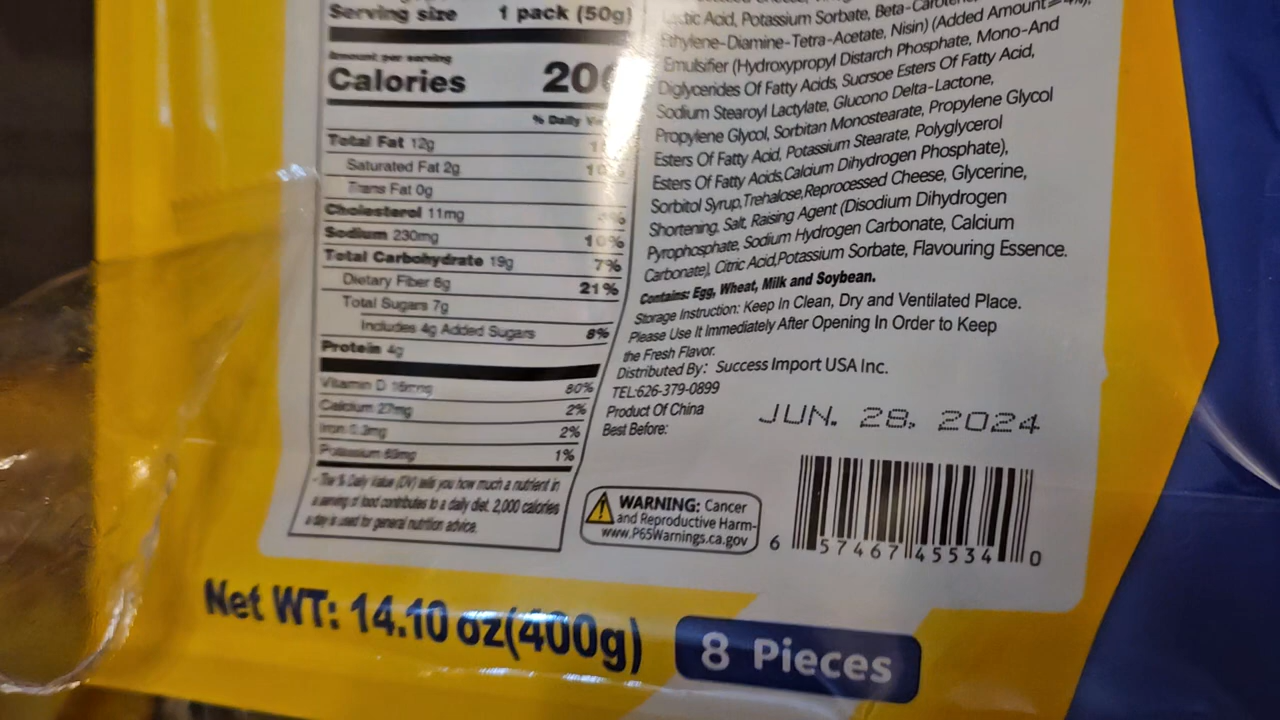 Serving size 1 pack (50g)
Amount per serving
Calories 200
% Daily
Total Fat 12g
Saturated Fat 2g 10%
Trans Fat 0g
Cholesterol 11mg
Sodium 230mg 10%
Total Carbohydrate 19g 7%
Dietary Fiber 6g 21%
Total Sugars 7g
Includes 4g Added Sugars 8%
Protein 4g
Vitamin D 16mcg 80%
Calcium 27mg 2%
Iron 0.3mg 2%
Potassium 69mg 1%
The % Daily Value (DV) tells you how much a nutrient in
a serving of food contributes to a daily diet. 2,000 calories
a day is used for general nutrition advice.
Lactic Acid, Potassium Sorbate,
Ethylene-Diamine-Tetra-Acetate, Nisin) (Added Amount
Emulsifier (Hydroxypropyl Distarch Phosphate, Mono-And
Diglycerides Of Fatty Acids, Sucrsoe Esters Of Fatty Acid,
Sodium Stearoyl Lactylate, Glucono Delta-Lactone,
Propylene Glycol, Sorbitan Monostearate, Propylene Glycol
Esters Of Fatty Acid, Potassium Stearate, Polyglycerol
Esters Of Fatty Acids,Calcium Dihydrogen Phosphate),
Sorbitol Syrup,Trehalose,Reprocessed Cheese, Glycerine,
Shortening, Salt, Raising Agent (Disodium Dihydrogen
Pyrophosphate, Sodium Hydrogen Carbonate, Calcium
Carbonate), Citric Acid,Potassium Sorbate, Flavouring Essence.
Contains: Egg, Wheat, Milk and Soybean.
Storage Instruction: Keep In Clean, Dry and Ventilated Place.
Please Use It Immediately After Opening In Order to Keep
the Fresh Flavor.
Distributed By: Success Import USA Inc.
TEL:626-379-0899
Product Of China
Best Before: JUN. 28, 2024
WARNING: Cancer
and Reproductive Harm-
www.P65Warnings.ca.gov
6 57467 45534 0
Net WT: 14.10 oz(400g)
8 Pieces